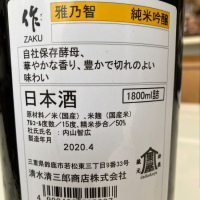 作 雅乃智 純米吟醸
ZAKU
自社保存酵母、
華やかな香り、豊かで切れのよい
味わい
日本酒 1800ml詰
原材料／米(国産)、米麹(国産米)
アルコール度数／15度、精米歩合／50%
杜氏名／内山智広
製造年月
2020.4
三重県鈴鹿市若松東三丁目9番33号
清水清三郎商店株式会社
蔵元